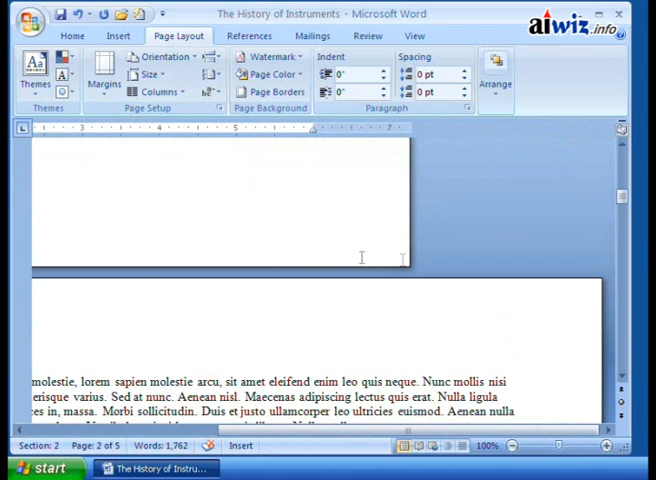 The History of Instruments - Microsoft Word
aiwiz.info
Home Insert Page Layout References Mailings Review View
Themes
Themes
Margins
Orientation
Size
Columns
Page Setup
Watermark
Page Color
Page Borders
Page Background
Indent
0"
0"
Spacing
0 pt
0 pt
Paragraph
Arrange
3 4 5 7
molestie, lorem sapien molestie arcu, sit amet eleifend enim leo quis neque. Nunc mollis nisi
erisque varius. Sed at nunc. Aenean nisl. Maecenas adipiscing lectus quis erat. Nulla ligula
ces in, massa. Morbi sollicitudin. Duis et justo ullamcorper leo ultricies euismod. Aenean nulla
Section: 2 Page: 2 of 5 Words: 1,762 Insert 100%
start The History of Instru...